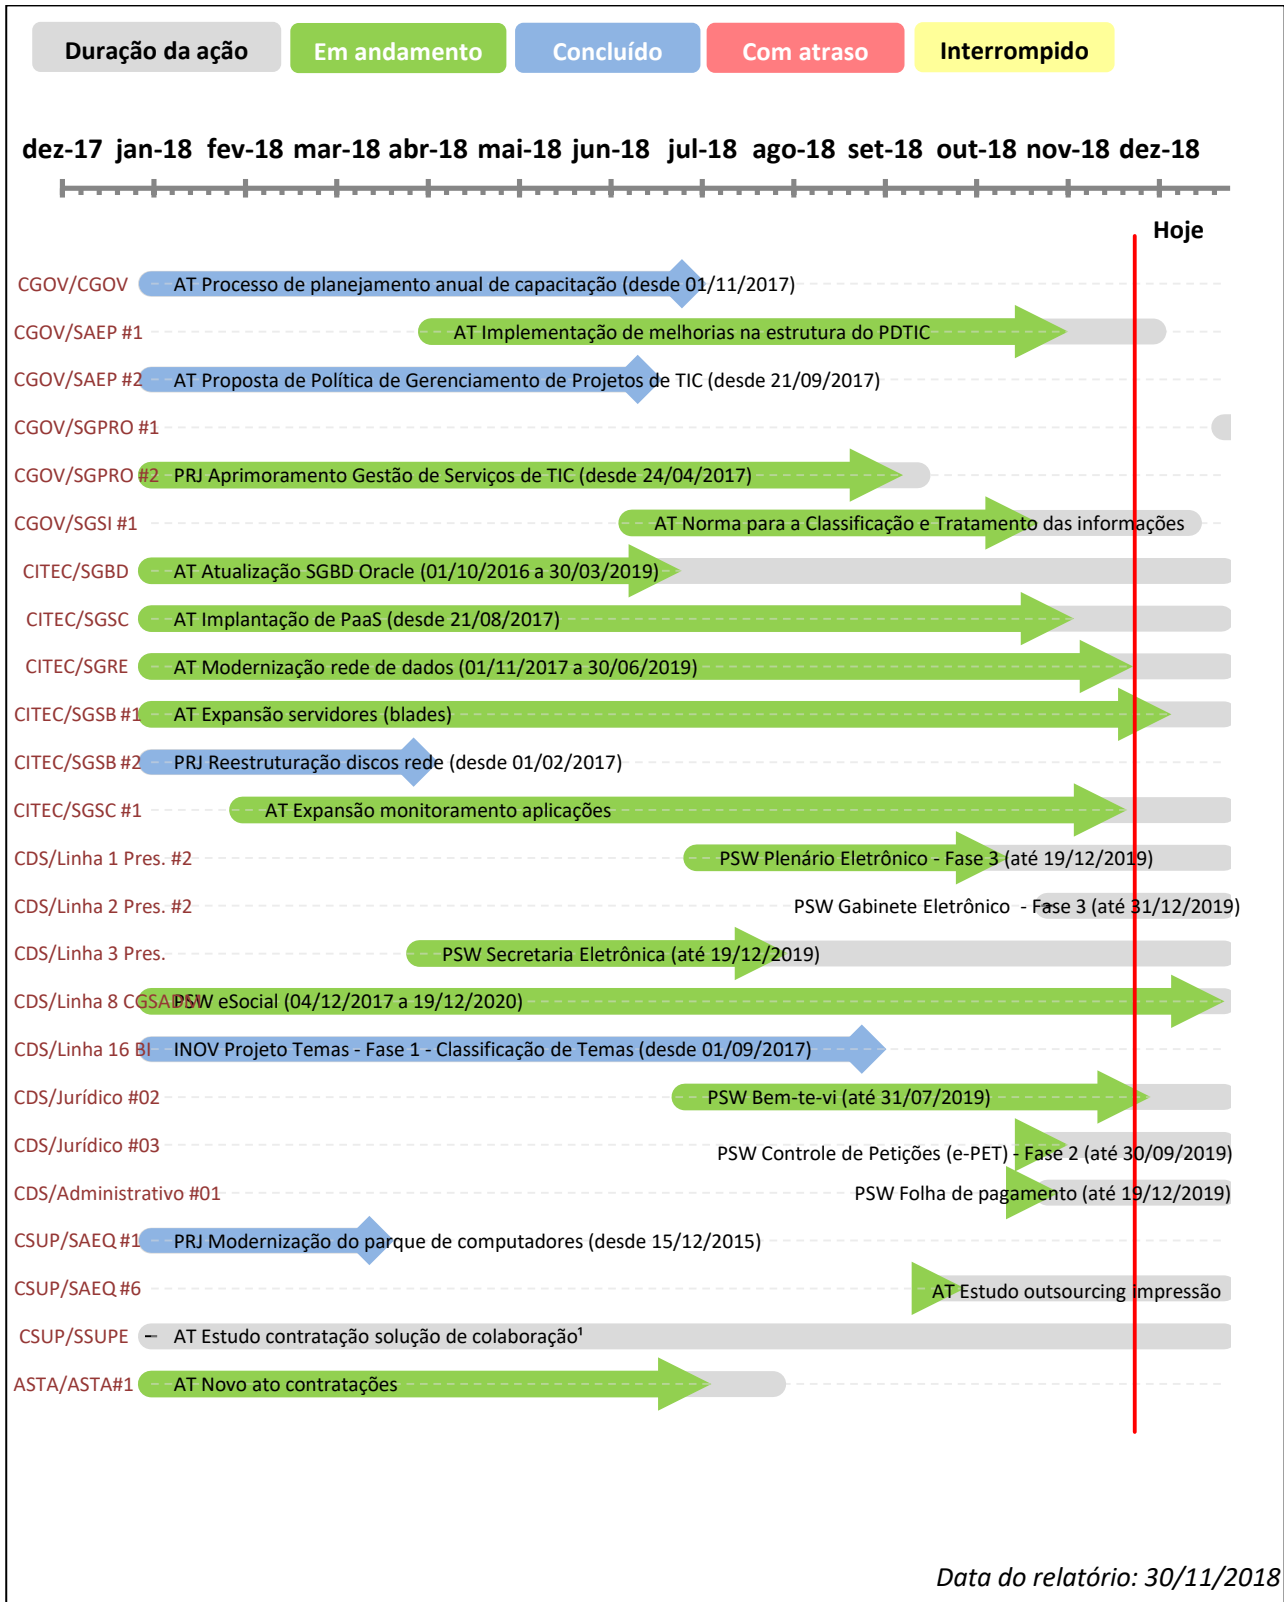 Duração da ação Em andamento Concluído Com atraso Interrompido
dez-17 jan-18 fev-18 mar-18 abr-18 mai-18 jun-18 jul-18 ago-18 set-18 out-18 nov-18 dez-18
Hoje
CGOV/CGOV AT Processo de planejamento anual de capacitação (desde 01/11/2017)
CGOV/SAEP #1 AT Implementação de melhorias na estrutura do PDTIC
CGOV/SAEP #2 AT Proposta de Política de Gerenciamento de Projetos de TIC (desde 21/09/2017)
CGOV/SGPRO #1
CGOV/SGPRO #2 PRJ Aprimoramento Gestão de Serviços de TIC (desde 24/04/2017)
CGOV/SGSI #1 AT Norma para a Classificação e Tratamento das informações
CITEC/SGBD AT Atualização SGBD Oracle (01/10/2016 a 30/03/2019)
CITEC/SGSC AT Implantação de PaaS (desde 21/08/2017)
CITEC/SGRE AT Modernização rede de dados (01/11/2017 a 30/06/2019)
CITEC/SGSB #1 AT Expansão servidores (blades)
CITEC/SGSB #2 PRJ Reestruturação discos rede (desde 01/02/2017)
CITEC/SGSC #1 AT Expansão monitoramento aplicações
CDS/Linha 1 Pres. #2 PSW Plenário Eletrônico - Fase 3 (até 19/12/2019)
CDS/Linha 2 Pres. #2 PSW Gabinete Eletrônico - Fase 3 (até 31/12/2019)
CDS/Linha 3 Pres. PSW Secretaria Eletrônica (até 19/12/2019)
CDS/Linha 8 CGSADM PSW eSocial (04/12/2017 a 19/12/2020)
CDS/Linha 16 BI INOV Projeto Temas - Fase 1 - Classificação de Temas (desde 01/09/2017)
CDS/Jurídico #02 PSW Bem-te-vi (até 31/07/2019)
CDS/Jurídico #03 PSW Controle de Petições (e-PET) - Fase 2 (até 30/09/2019)
CDS/Administrativo #01 PSW Folha de pagamento (até 19/12/2019)
CSUP/SAEQ #1 PRJ Modernização do parque de computadores (desde 15/12/2015)
CSUP/SAEQ #6 AT Estudo outsourcing impressão
CSUP/SSUPE AT Estudo contratação solução de colaboração¹
ASTA/ASTA#1 AT Novo ato contratações
Data do relatório: 30/11/2018